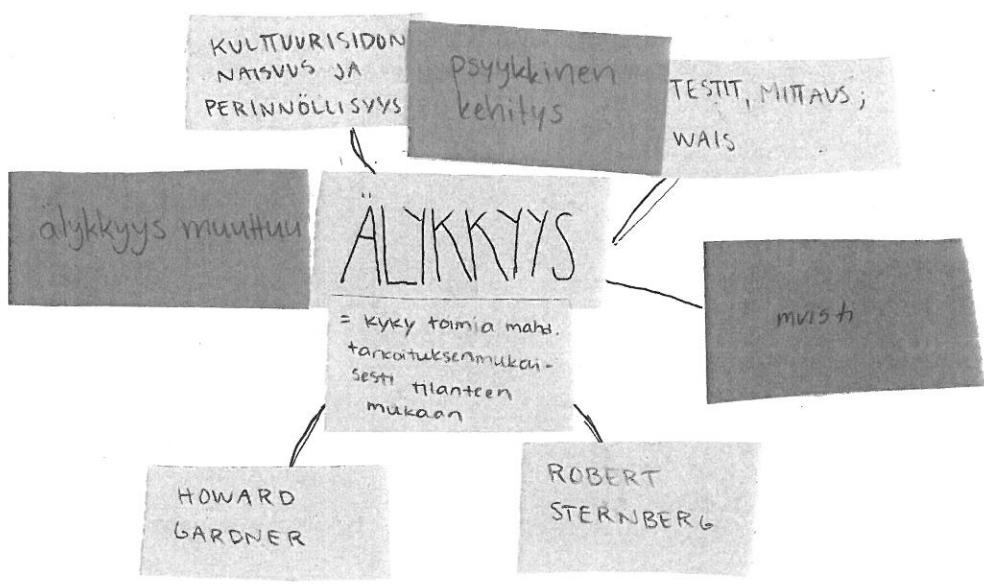 KULTTUURISIDON
NAISUUS JA
PERINNÖLLISYYS
psyykkinen
kehitys
TESTIT, MITTAUS;
WAIS
älykkyys muuttuu
ÄLYKKYYS
muisti
= kyky toimia mahd.
tarkoituksenmukai-
sesti tilanteen
mukaan
HOWARD
GARDNER
ROBERT
STERNBERG